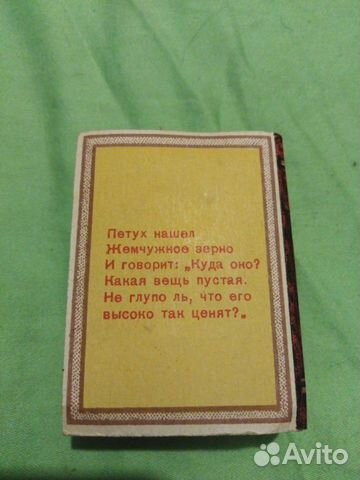 Петух нашел
Жемчужное зерно
И говорит: „Куда оно?
Какая вещь пустая.
Не глупо ль, что его
высоко так ценят?„
Avito